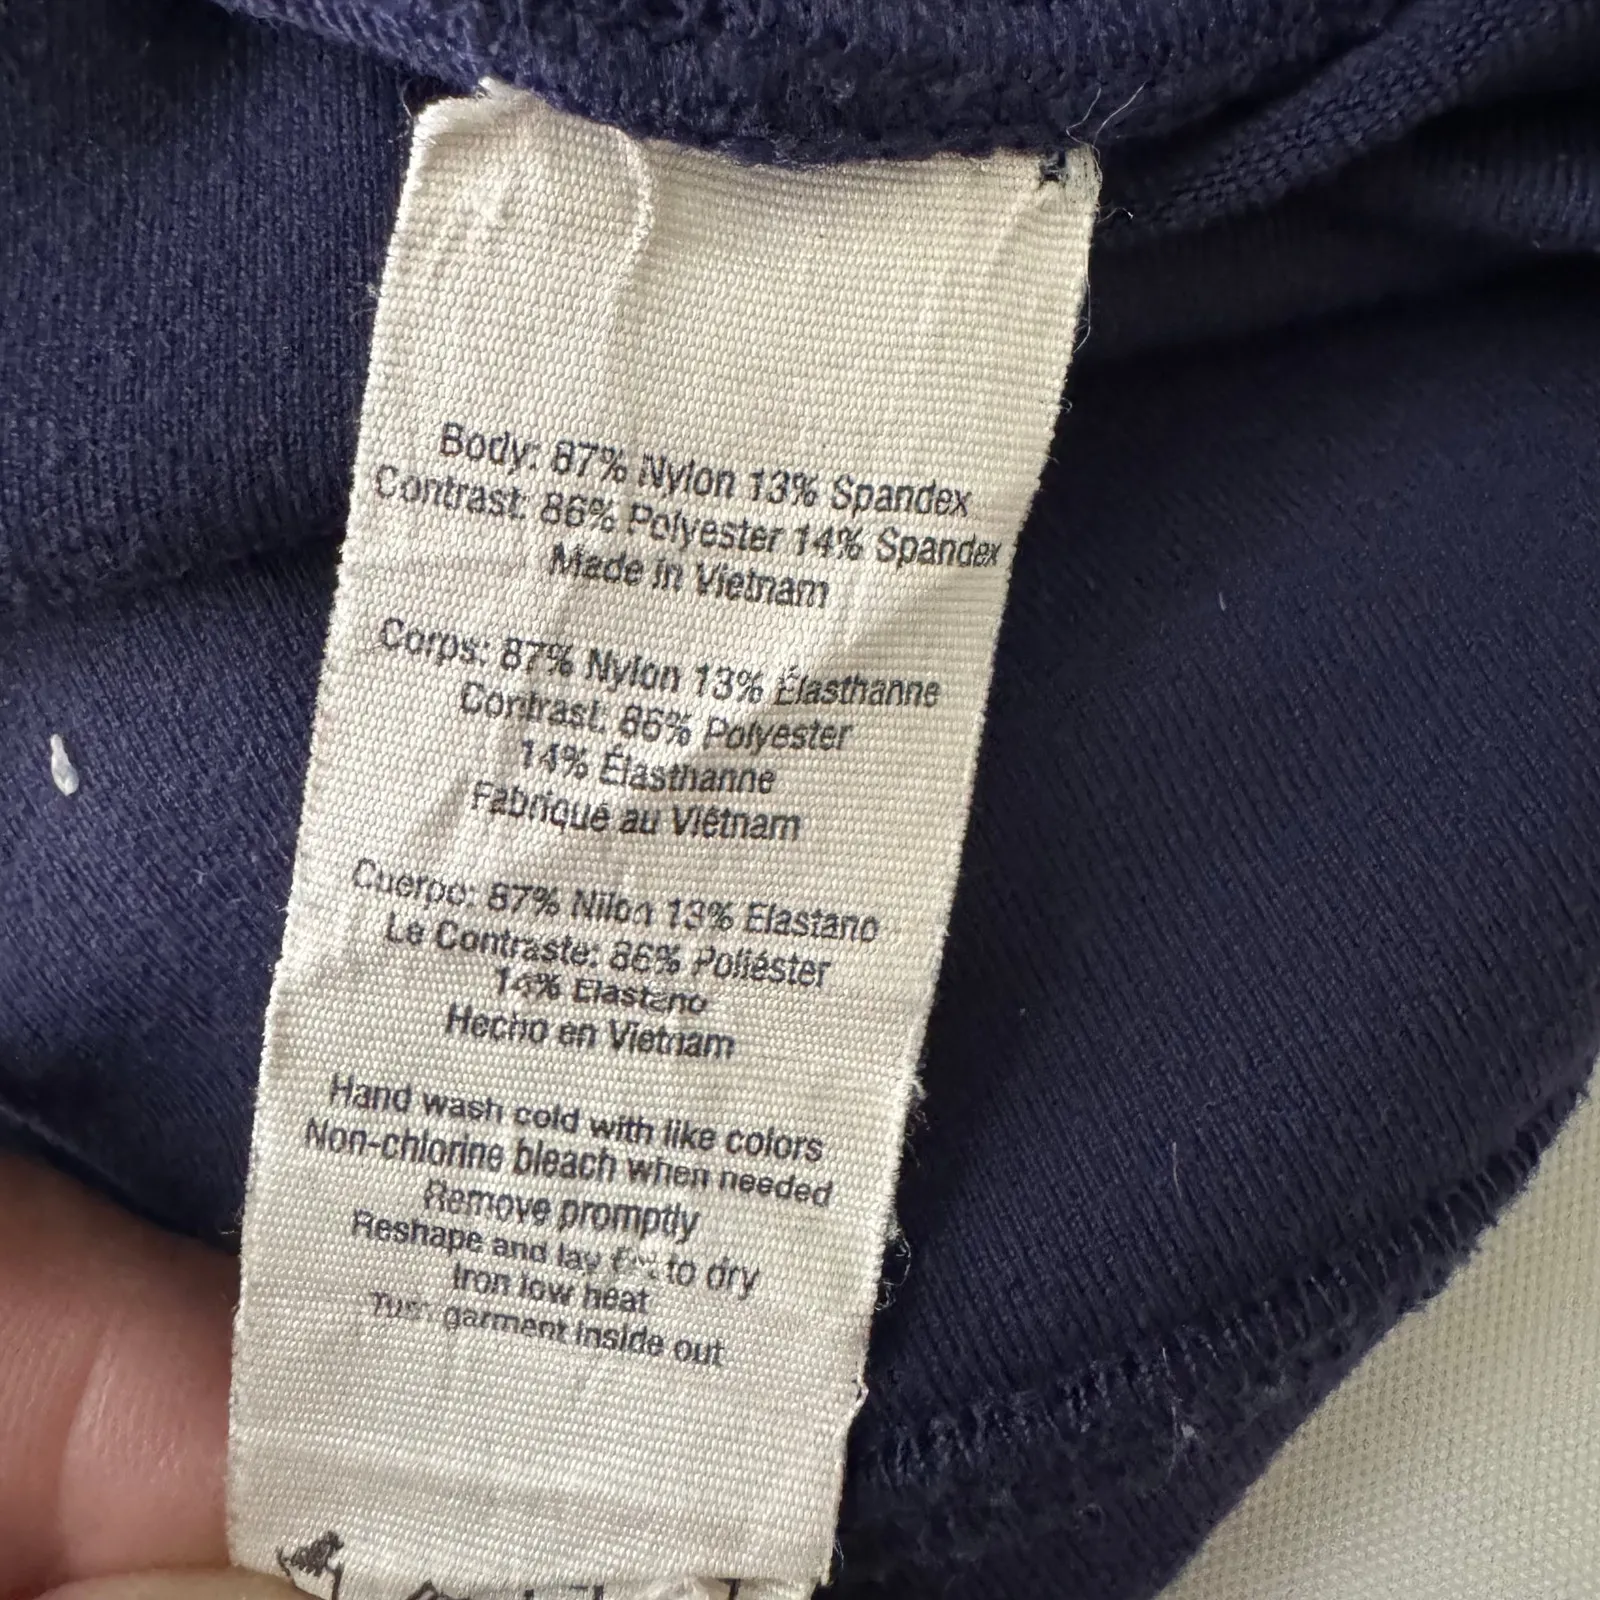 Body: 87% Nylon 13% Spandex
Contrast: 86% Polyester 14% Spandex
Made in Vietnam
Corps: 87% Nylon 13% Élasthanne
Contrast: 86% Polyester
14% Élasthanne
Fabriqué au Viêtnam
Cuerpo: 87% Nilon 13% Elastano
Le Contraste: 86% Poliéster
14% Elastano
Hecho en Vietnam
Hand wash cold with like colors
Non-chlorine bleach when needed
Remove promptly
Reshape and lay to dry
Iron low heat
garment inside out